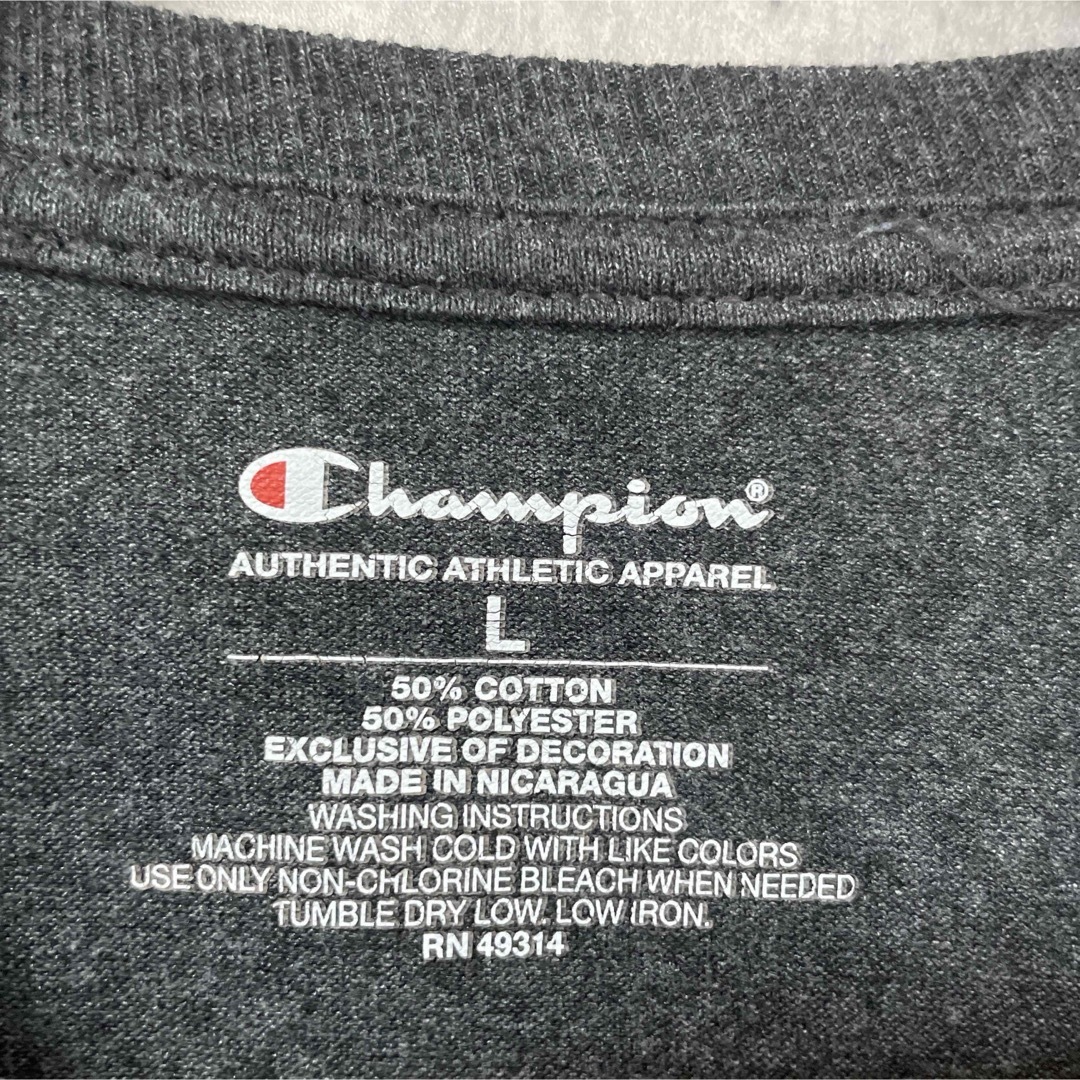 Champion®
AUTHENTIC ATHLETIC APPAREL
L
50% COTTON
50% POLYESTER
EXCLUSIVE OF DECORATION
MADE IN NICARAGUA
WASHING INSTRUCTIONS
MACHINE WASH COLD WITH LIKE COLORS
USE ONLY NON-CHLORINE BLEACH WHEN NEEDED
TUMBLE DRY LOW. LOW IRON.
RN 49314